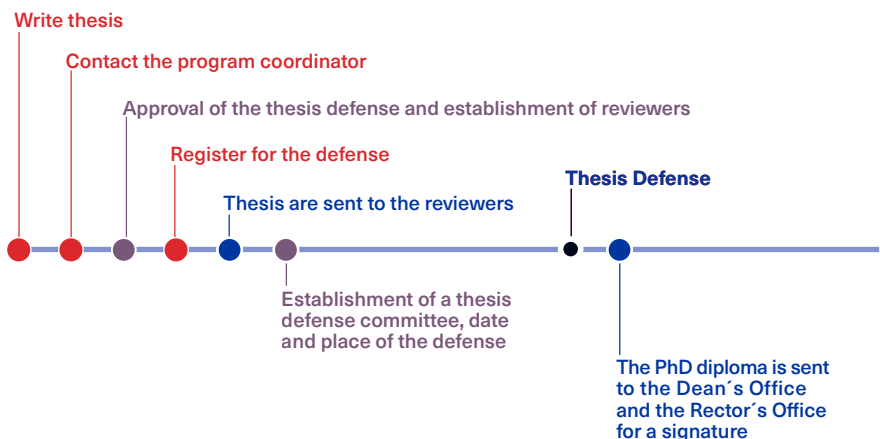 Write thesis
Contact the program coordinator
Approval of the thesis defense and establishment of reviewers
Register for the defense
Thesis are sent to the reviewers
Establishment of a thesis
defense committee, date
and place of the defense
Thesis Defense
The PhD diploma is sent
to the Dean´s Office
and the Rector´s Office
for a signature